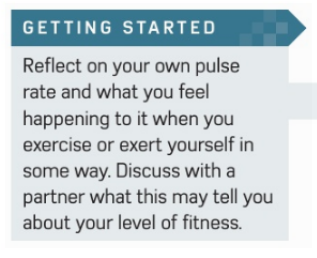 GETTING STARTED
Reflect on your own pulse
rate and what you feel
happening to it when you
exercise or exert yourself in
some way. Discuss with a
partner what this may tell you
about your level of fitness.